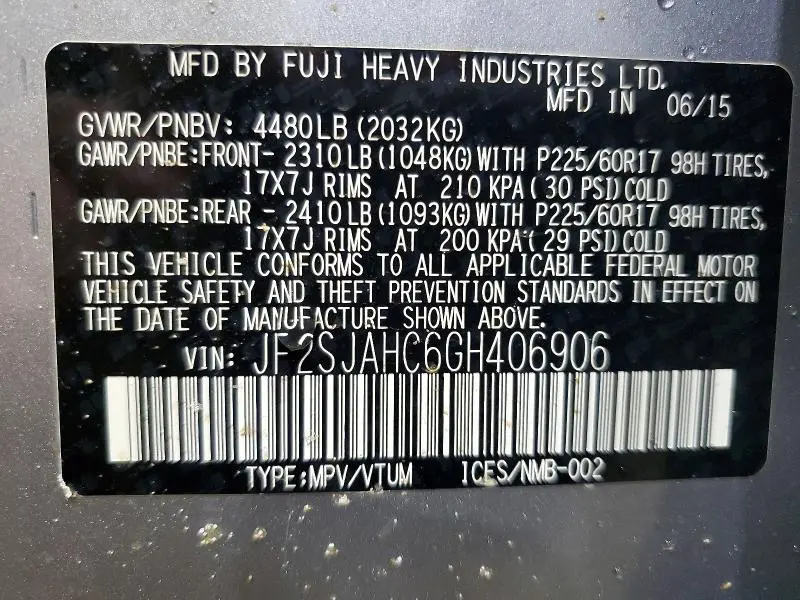 MFD BY FUJI HEAVY INDUSTRIES LTD.
MFD IN 06/15
GVWR/PNBV: 4480LB (2032KG)
GAWR/PNBE:FRONT- 2310LB (1048KG) WITH P225/60R17 98H TIRES,
17X7J RIMS AT 210 KPA( 30 PSI)COLD
GAWR/PNBE:REAR - 2410LB (1093KG) WITH P225/60R17 98H TIRES,
17X7J RIMS AT 200 KPA( 29 PSI)COLD
THIS VEHICLE CONFORMS TO ALL APPLICABLE FEDERAL MOTOR
VEHICLE SAFETY AND THEFT PREVENTION STANDARDS IN EFFECT ON
THE DATE OF MANUFACTURE SHOWN ABOVE.
VIN: JF2SJAHC6GH406906
TYPE:MPV/VTUM ICES/NMB-002